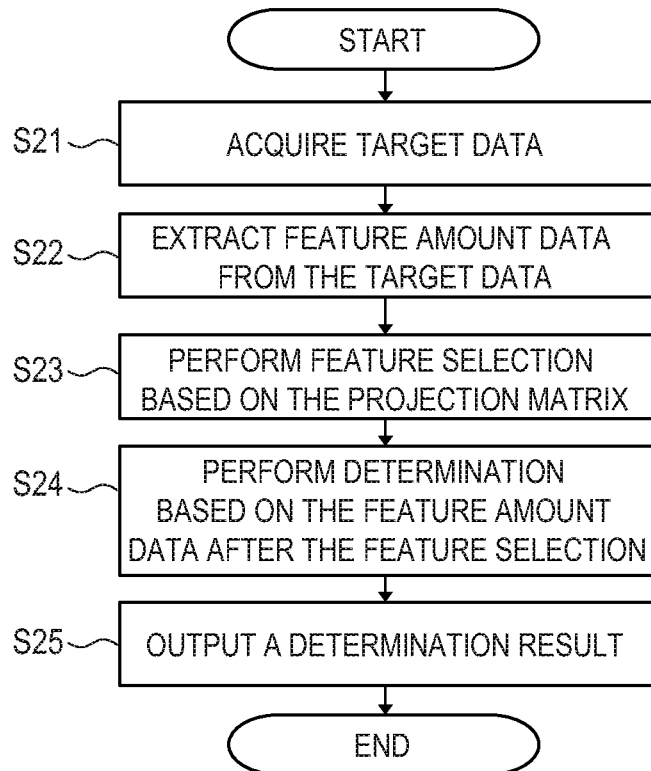 START
S21
ACQUIRE TARGET DATA
S22
EXTRACT FEATURE AMOUNT DATA
FROM THE TARGET DATA
S23
PERFORM FEATURE SELECTION
BASED ON THE PROJECTION MATRIX
S24
PERFORM DETERMINATION
BASED ON THE FEATURE AMOUNT
DATA AFTER THE FEATURE SELECTION
S25
OUTPUT A DETERMINATION RESULT
END